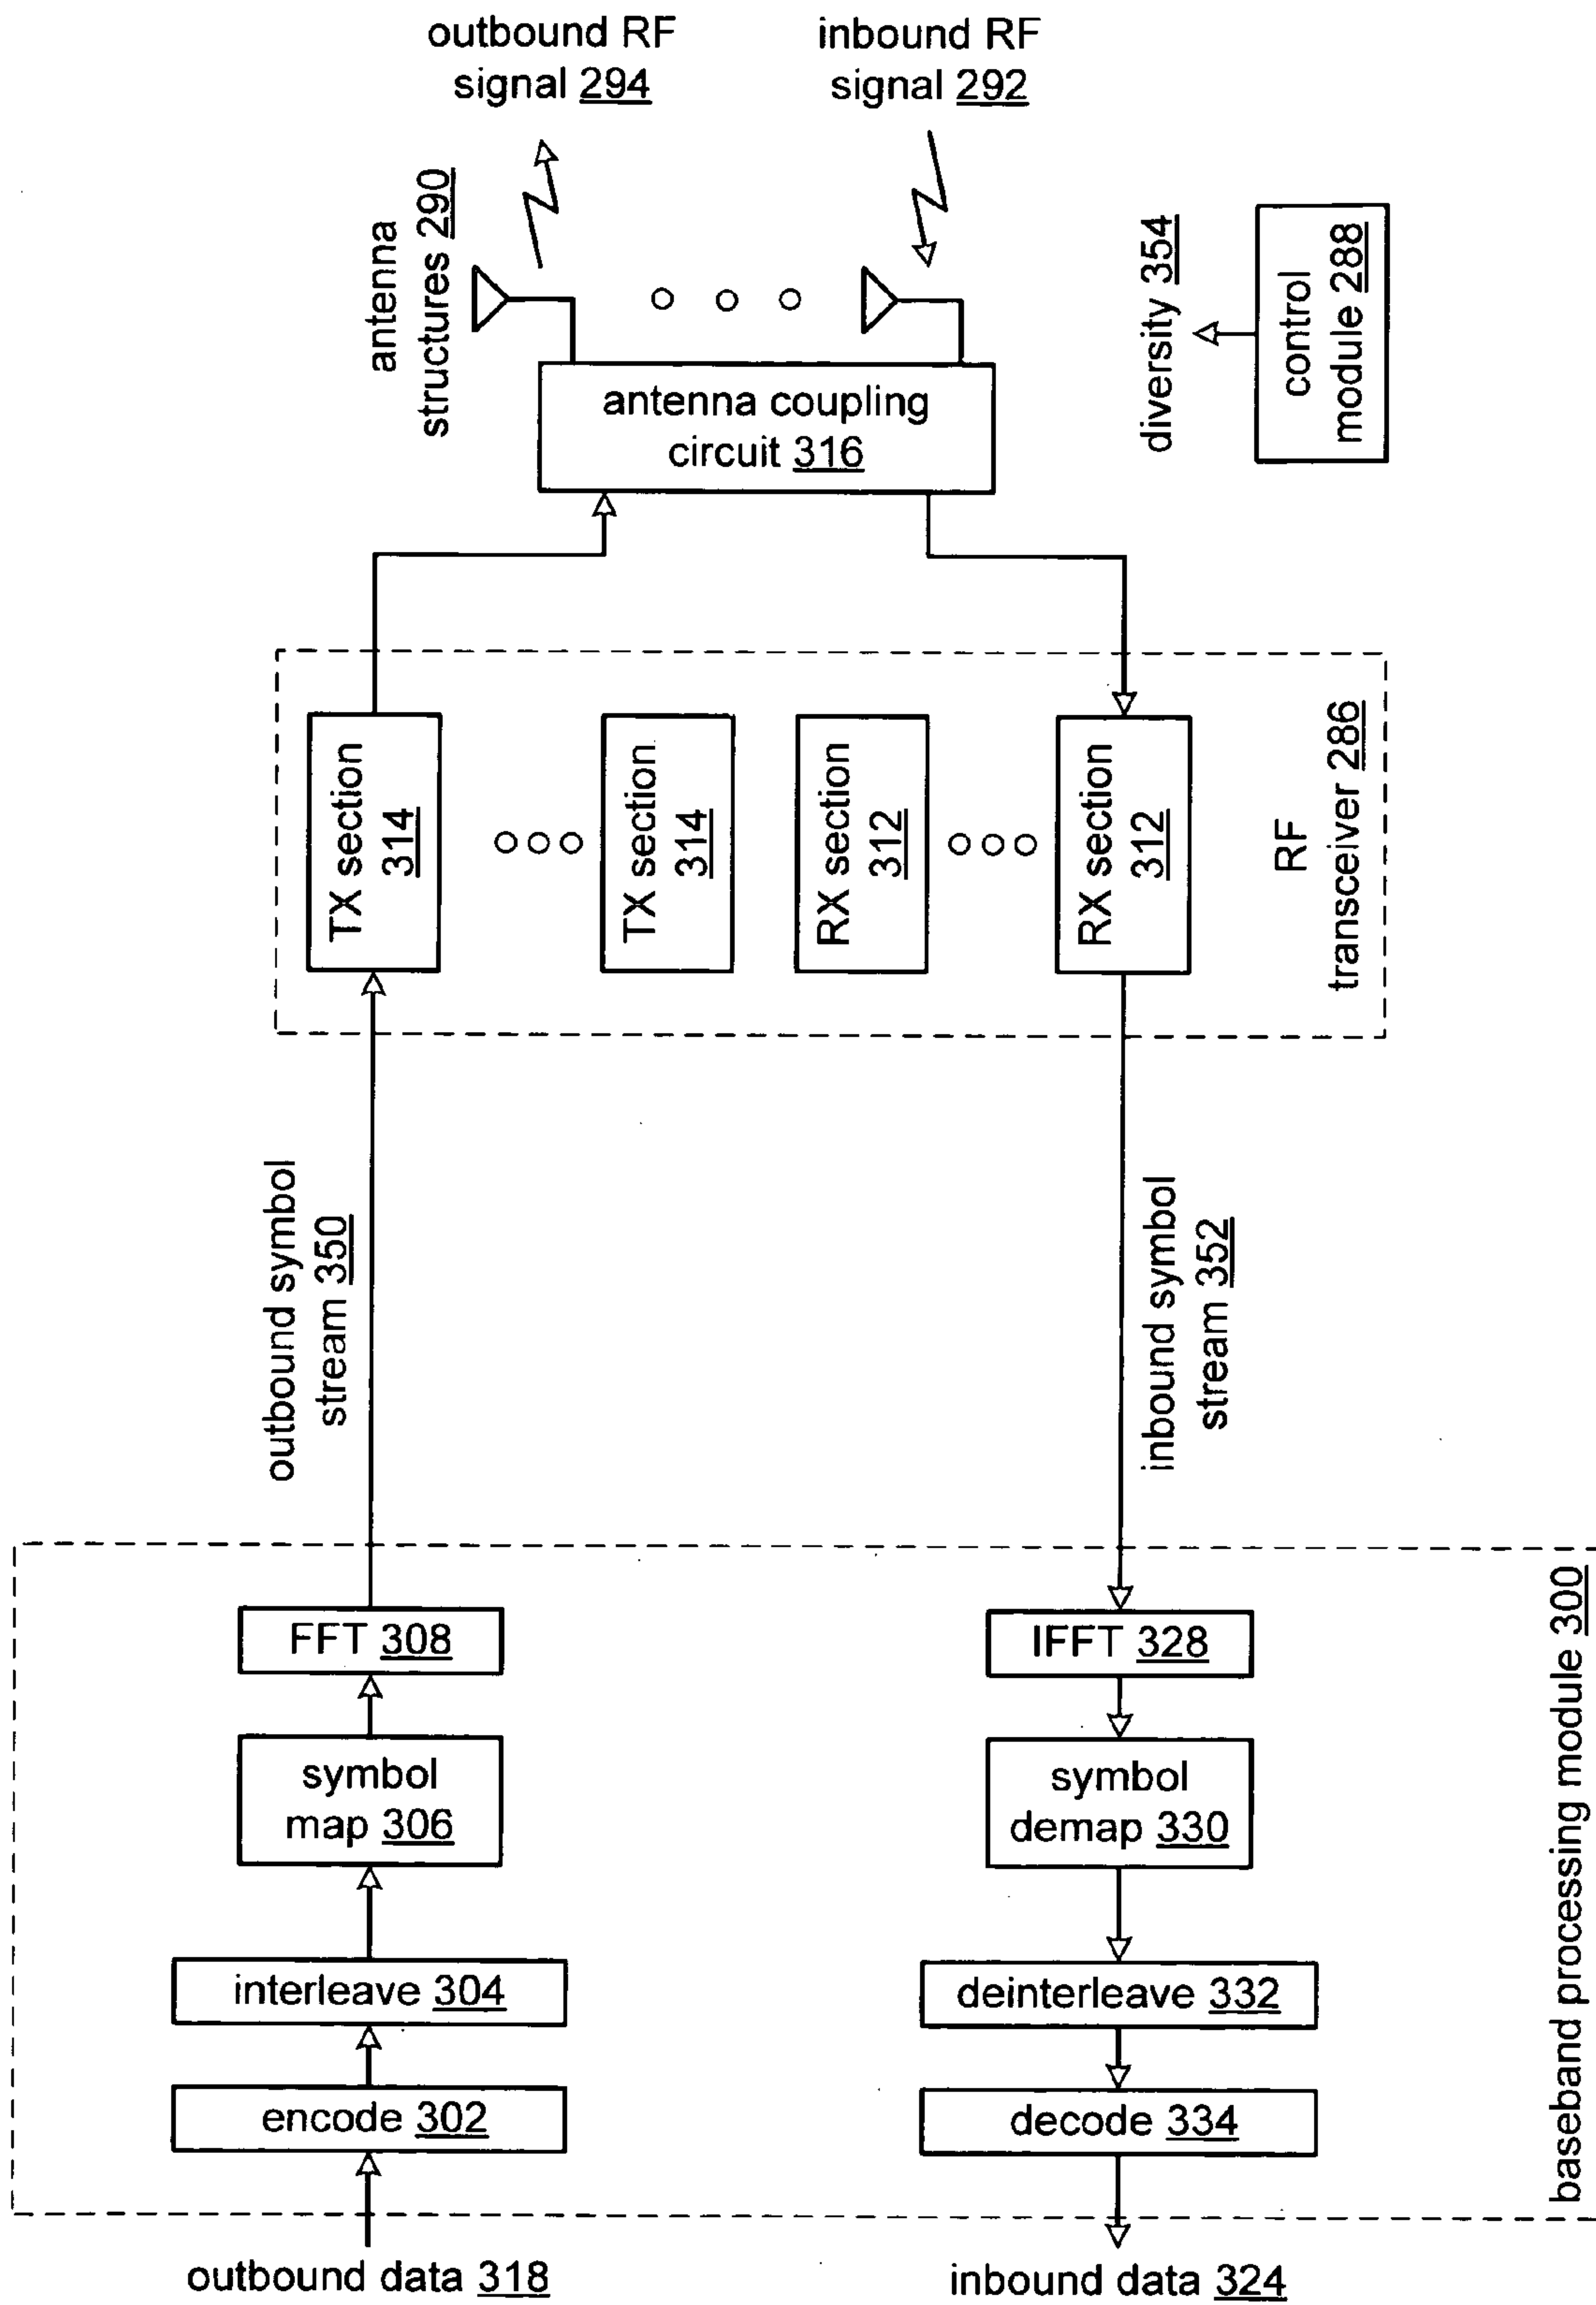 outbound RF
signal 294
inbound RF
signal 292
antenna
structures 290
antenna coupling
circuit 316
diversity 354
control
module 288
TX section
314
TX section
314
RX section
312
RX section
312
RF
transceiver 286
outbound symbol
stream 350
inbound symbol
stream 352
FFT 308
IFFT 328
symbol
map 306
symbol
demap 330
interleave 304
deinterleave 332
encode 302
decode 334
baseband processing module 300
outbound data 318
inbound data 324